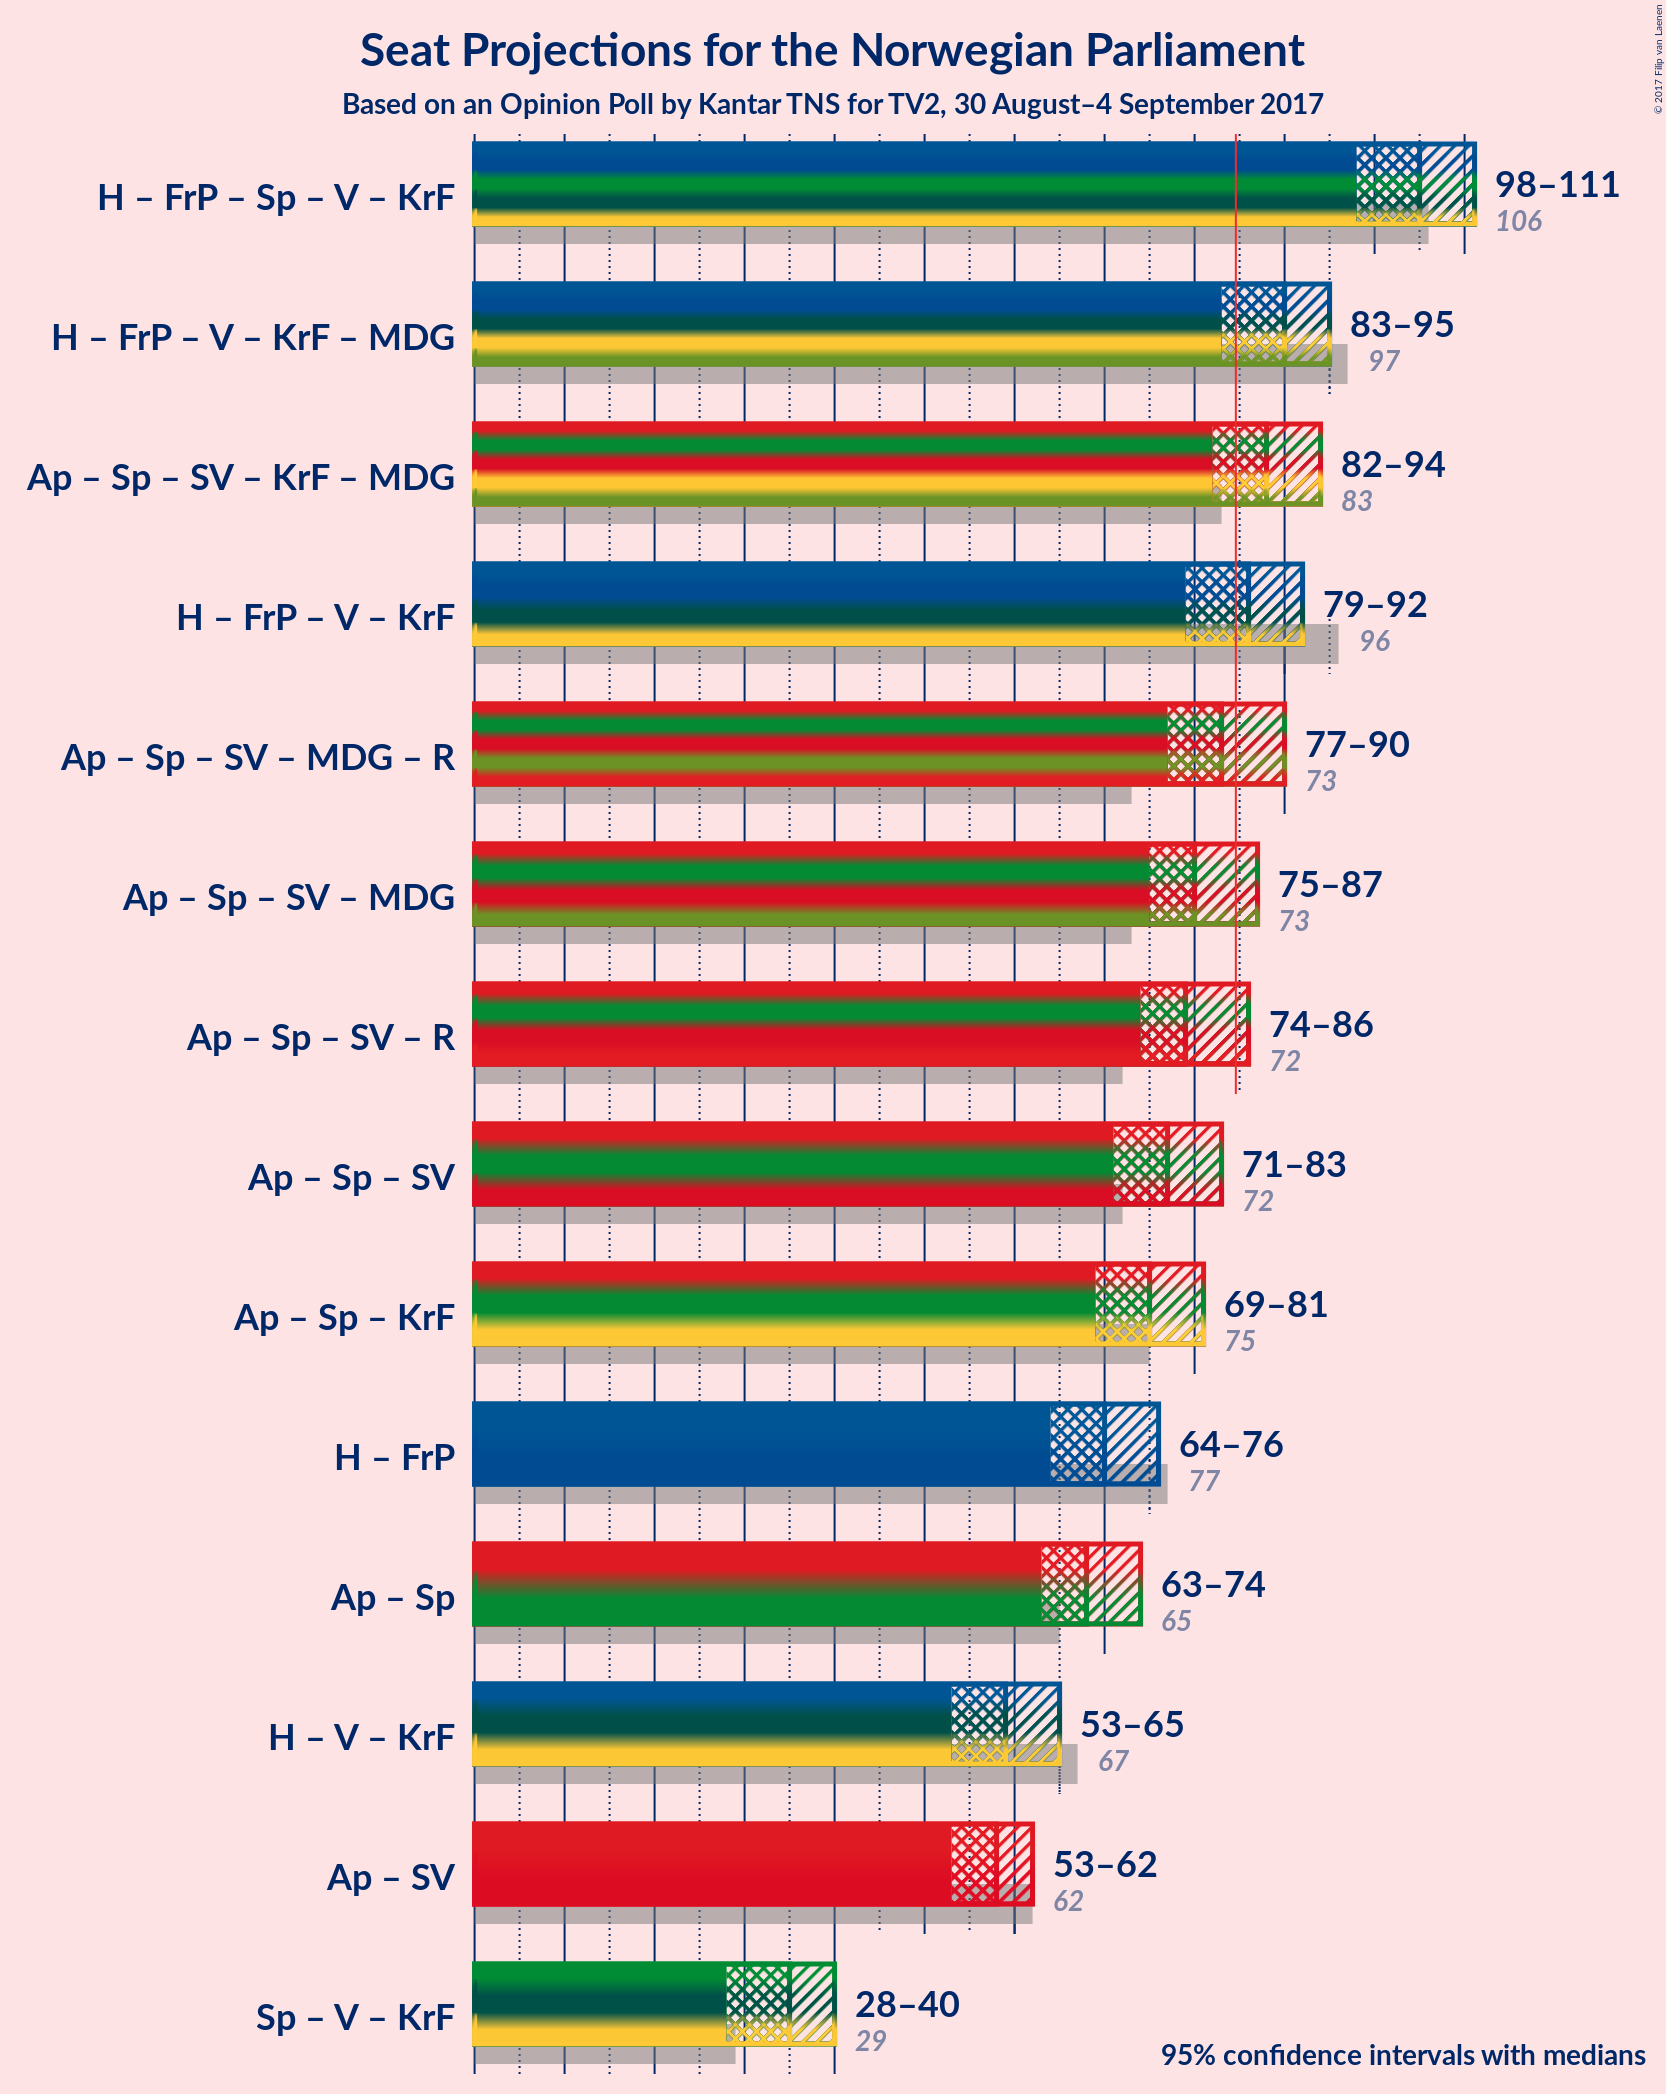 Seat Projections for the Norwegian Parliament
Based on an Opinion Poll by Kantar TNS for TV2, 30 August–4 September 2017
© 2017 Filip van Laenen
H – FrP – Sp – V – KrF
98–111
106
H – FrP – V – KrF – MDG
83–95
97
Ap – Sp – SV – KrF – MDG
82–94
83
H – FrP – V – KrF
79–92
96
Ap – Sp – SV – MDG – R
77–90
73
Ap – Sp – SV – MDG
75–87
73
Ap – Sp – SV – R
74–86
72
Ap – Sp – SV
71–83
72
Ap – Sp – KrF
69–81
75
H – FrP
64–76
77
Ap – Sp
63–74
65
H – V – KrF
53–65
67
Ap – SV
53–62
62
Sp – V – KrF
28–40
29
95% confidence intervals with medians